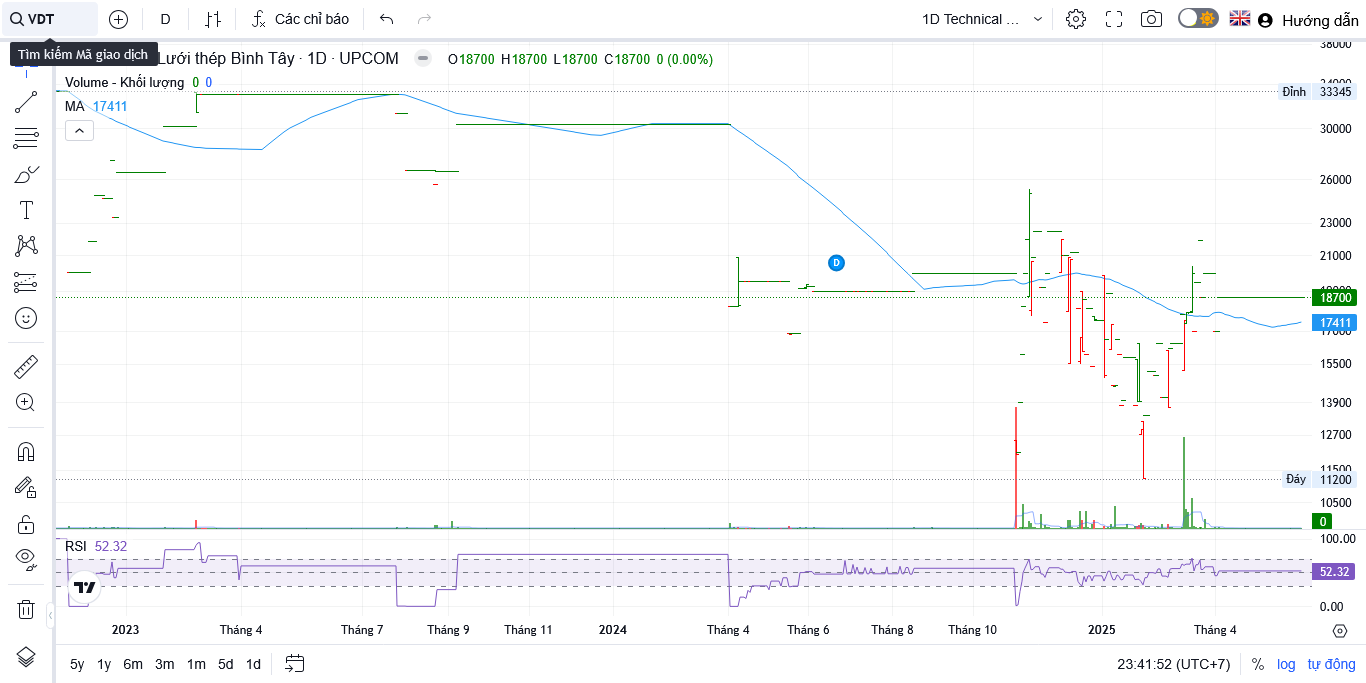 VDT
D
Các chỉ báo
1D Technical ...
Hướng dẫn
Tìm kiếm Mã giao dịch
Lưới thép Bình Tây · 1D · UPCOM
O18700 H18700 L18700 C18700 0 (0.00%)
Volume - Khối lượng 0 0
MA 17411
38000
34000
Đỉnh 33345
30000
26000
23000
21000
19000
18700
17411
17000
15500
13900
12700
11500
Đáy 11200
10500
0
D
RSI 52.32
100.00
52.32
0.00
2023 Tháng 4 Tháng 7 Tháng 9 Tháng 11 2024 Tháng 4 Tháng 6 Tháng 8 Tháng 10 2025 Tháng 4
5y 1y 6m 3m 1m 5d 1d
23:41:52 (UTC+7) % log tự động